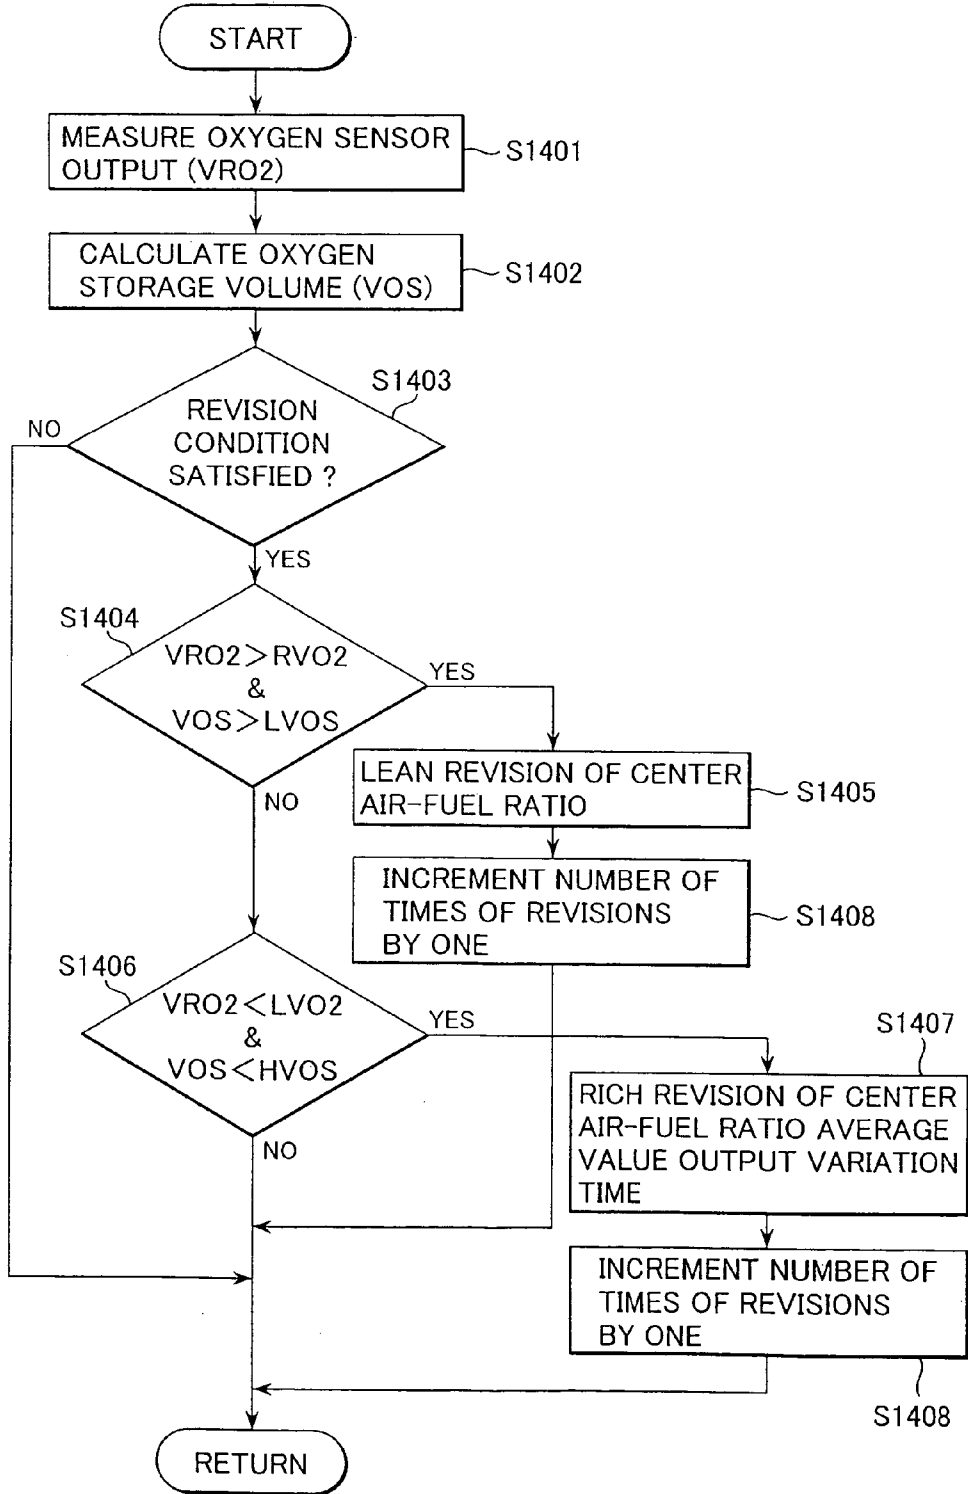 START
MEASURE OXYGEN SENSOR
OUTPUT (VRO2)
S1401
CALCULATE OXYGEN
STORAGE VOLUME (VOS)
S1402
S1403
REVISION
CONDITION
SATISFIED ?
NO
YES
S1404
VRO2>RVO2
&
VOS>LVOS
YES
NO
LEAN REVISION OF CENTER
AIR-FUEL RATIO
S1405
INCREMENT NUMBER OF
TIMES OF REVISIONS
BY ONE
S1408
S1406
VRO2<LVO2
&
VOS<HVOS
YES
NO
S1407
RICH REVISION OF CENTER
AIR-FUEL RATIO AVERAGE
VALUE OUTPUT VARIATION
TIME
INCREMENT NUMBER OF
TIMES OF REVISIONS
BY ONE
S1408
RETURN